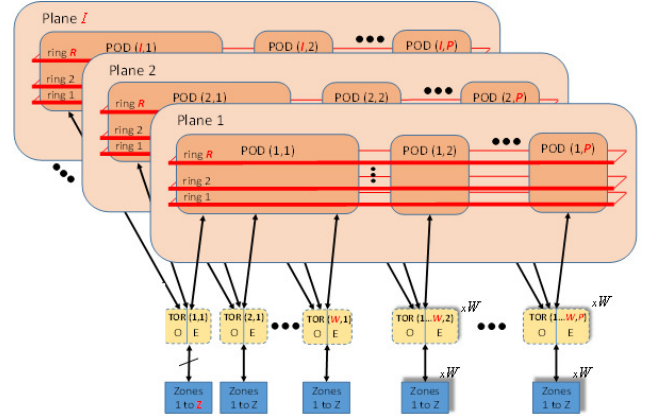 Plane I
POD (I,1)
POD (I,2)
POD (I,P)
ring R
ring 2
ring 1
Plane 2
POD (2,1)
POD (2,2)
POD (2,P)
ring R
ring 2
ring 1
Plane 1
POD (1,1)
POD (1,2)
POD (1,P)
ring R
ring 2
ring 1
TOR (1,1)
O E
TOR (2,1)
O E
TOR (W,1)
O E
TOR (1...W,2)
O E
xW
TOR (1...W,P)
O E
xW
Zones
1 to Z
Zones
1 to Z
Zones
1 to Z
Zones
1 to Z
xW
Zones
1 to Z
xW